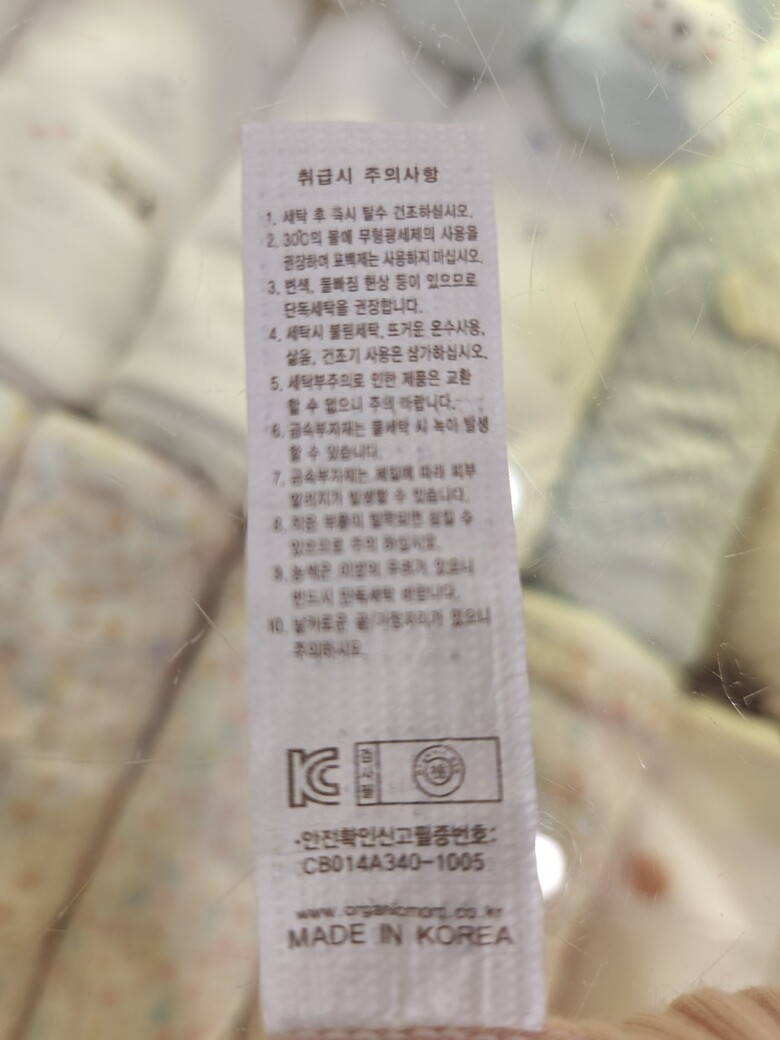 취급시 주의사항
1. 세탁 후 즉시 탈수 건조하십시오.
2. 30℃의 물에 무형광세제의 사용을
권장하며 표백제는 사용하지 마십시오.
3. 변색, 물빠짐 현상 등이 있으므로
단독세탁을 권장합니다.
4. 세탁시 불림세탁, 뜨거운 온수사용,
삶음, 건조기 사용은 삼가하십시오.
5. 세탁부주의로 인한 제품은 교환
할 수 없으니 주의 바랍니다.
6. 금속부자재는 물세탁 시 녹이 발생
할 수 있습니다.
7. 금속부자재는 체질에 따라 피부
알러지가 발생할 수 있습니다.
8. 작은 부품이 탈락되면 삼킬 수
있으므로 주의 하십시오.
9. 농색은 이염의 우려가 있으니
반드시 단독세탁 바랍니다.
10. 날카로운 끝/가장자리가 있으니
주의하시오.
KC 검사필
•안전확인신고필증번호:
CB014A340-1005
www.organicmom.co.kr
MADE IN KOREA